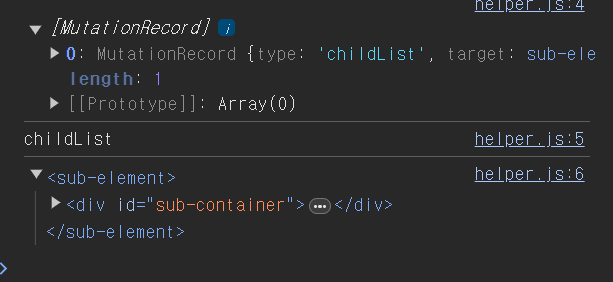 helper.js:4
▼ [MutationRecord] i
▶ 0: MutationRecord {type: 'childList', target: sub-ele
length: 1
▶ [[Prototype]]: Array(0)
childList helper.js:5
▼ <sub-element> helper.js:6
▶ <div id="sub-container"> ⋯ </div>
</sub-element>
>